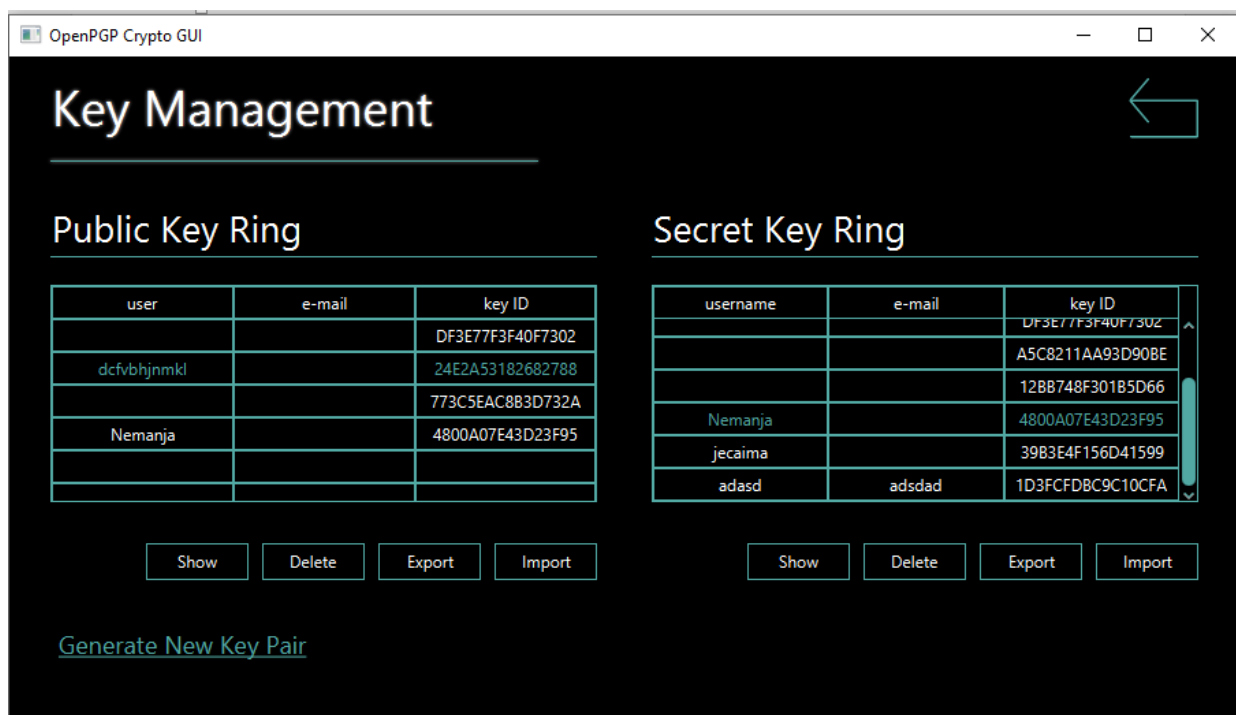 OpenPGP Crypto GUI
Key Management
Public Key Ring
user e-mail key ID
DF3E77F3F40F7302
dcfvbhjnmkl 24E2A53182682788
773C5EAC8B3D732A
Nemanja 4800A07E43D23F95
Show Delete Export Import
Secret Key Ring
username e-mail key ID
DF3E77F3F40F7302
A5C8211AA93D90BE
12BB748F301B5D66
Nemanja 4800A07E43D23F95
jecaima 39B3E4F156D41599
adasd adsdad 1D3FCFDBC9C10CFA
Show Delete Export Import
Generate New Key Pair